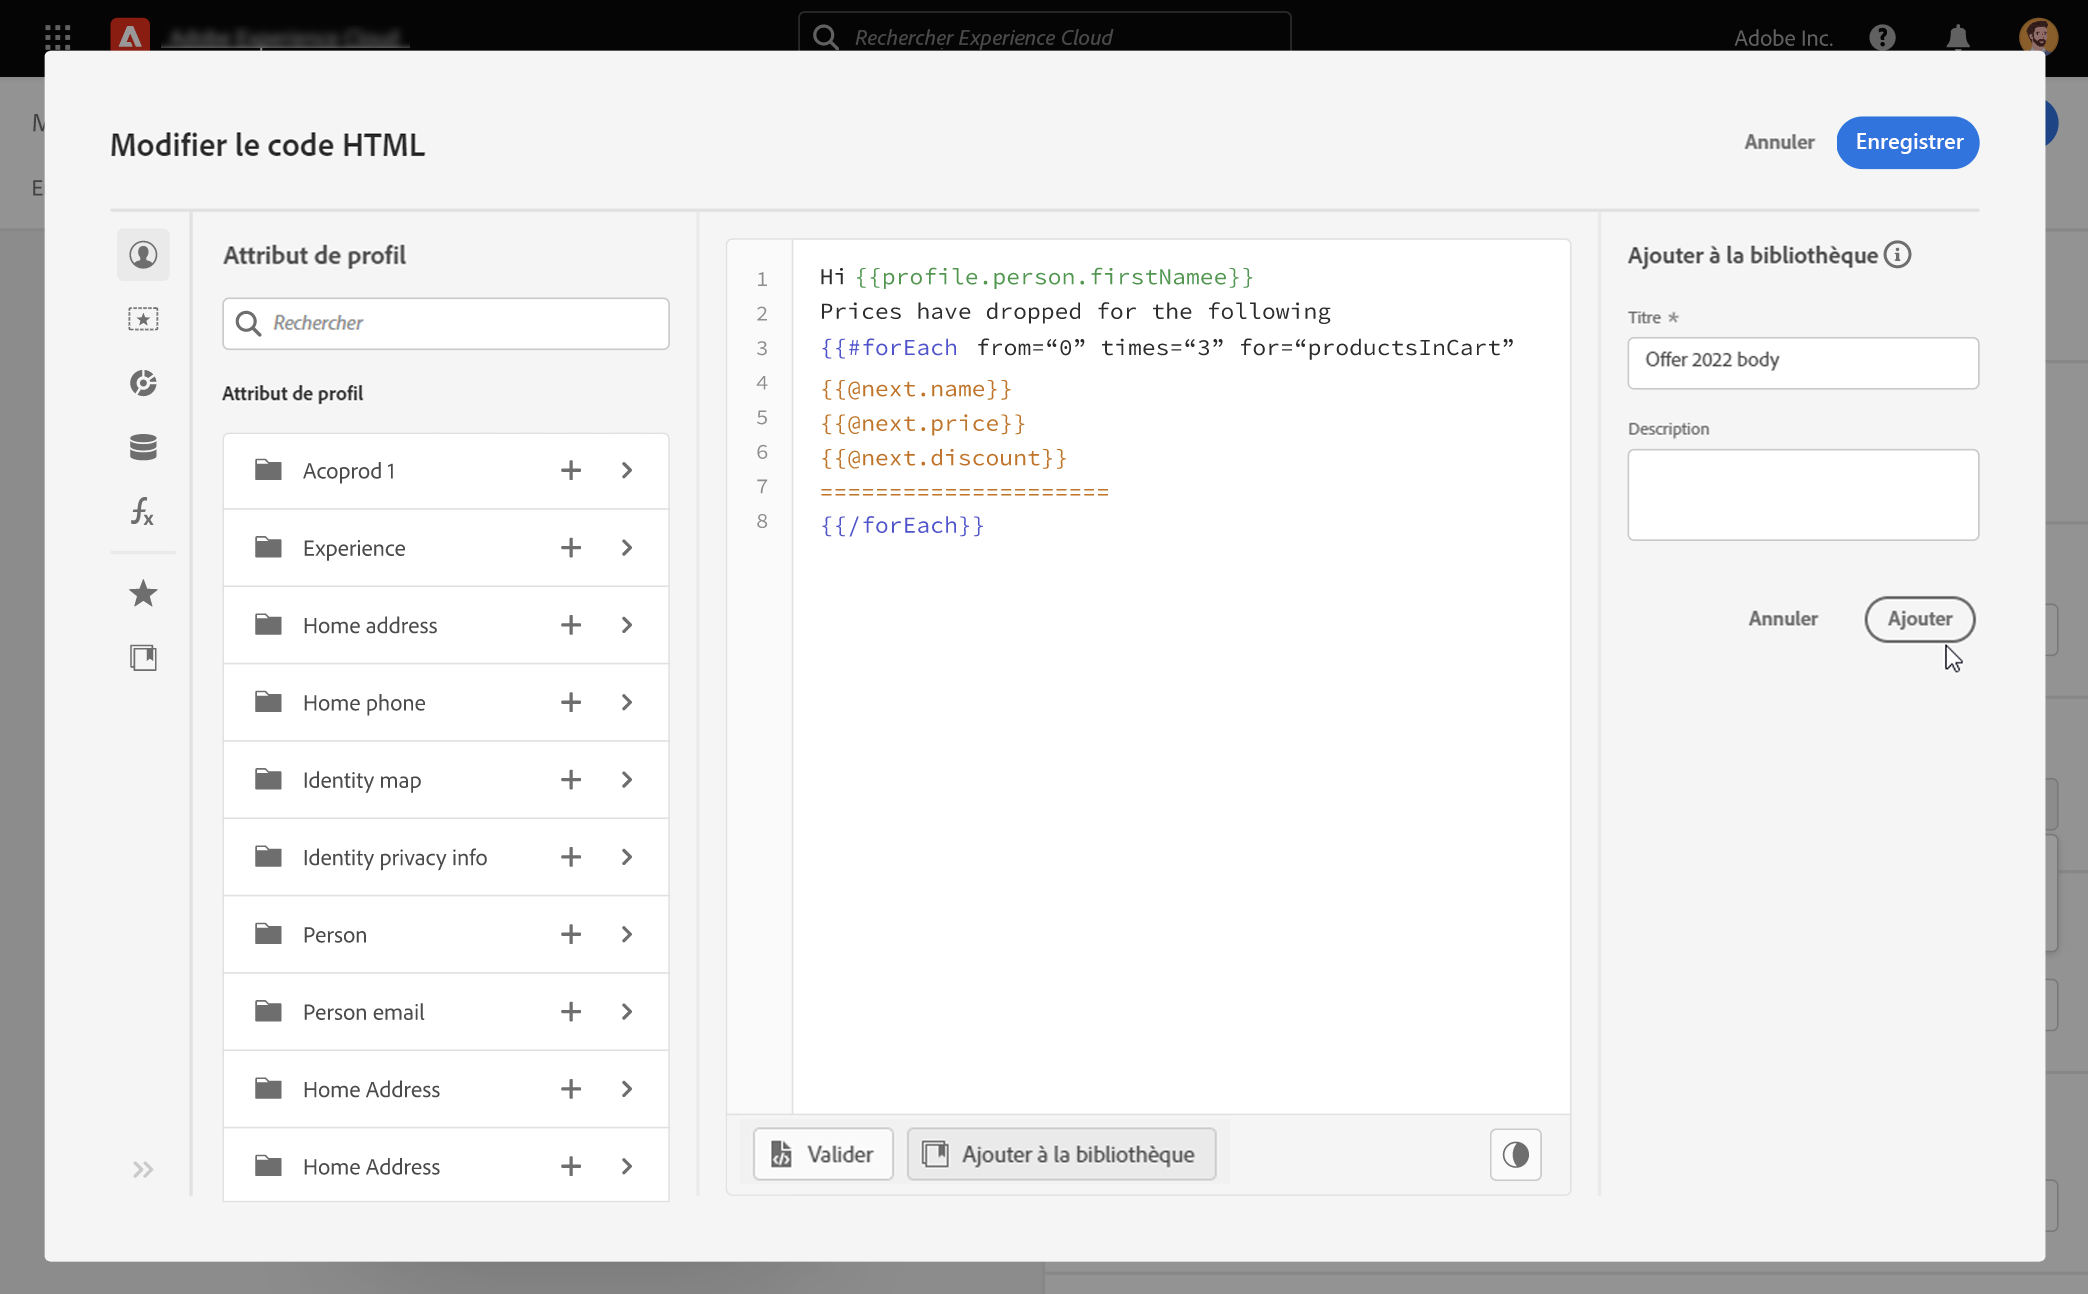 Rechercher Experience Cloud
Adobe Inc.
Modifier le code HTML
Annuler
Enregistrer
Attribut de profil
Rechercher
Attribut de profil
Acoprod 1
Experience
Home address
Home phone
Identity map
Identity privacy info
Person
Person email
Home Address
Home Address
1 Hi {{profile.person.firstNamee}}
2 Prices have dropped for the following
3 {{#forEach from=“0” times=“3” for=“productsInCart”
4 {{@next.name}}
5 {{@next.price}}
6 {{@next.discount}}
7 =====================
8 {{/forEach}}
Valider
Ajouter à la bibliothèque
Ajouter à la bibliothèque
Titre *
Offer 2022 body
Description
Annuler
Ajouter